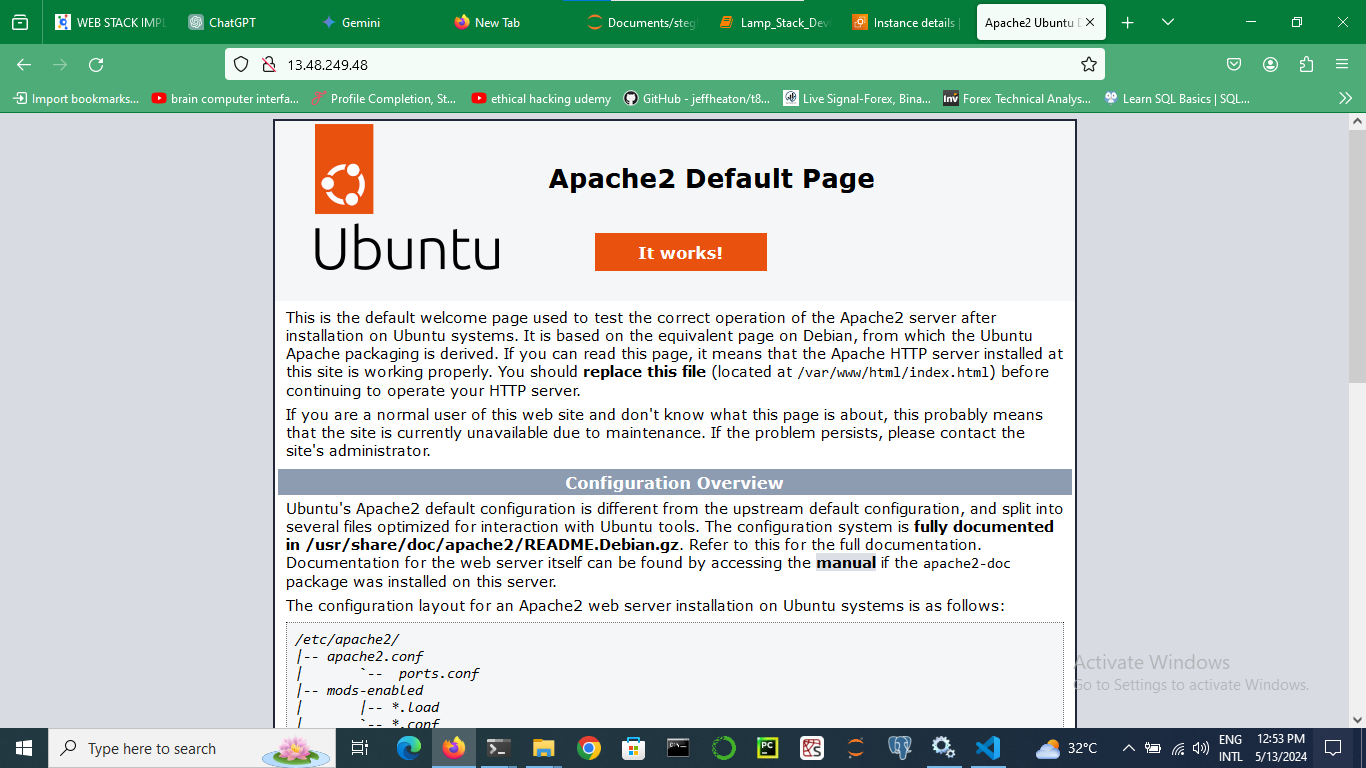 WEB STACK IMPL
ChatGPT
Gemini
New Tab
Documents/steg
Lamp_Stack_Dev
Instance details |
Apache2 Ubuntu D
13.48.249.48
Import bookmarks...
brain computer interfa...
Profile Completion, St...
ethical hacking udemy
GitHub - jeffheaton/t8...
Live Signal-Forex, Bina...
Inv
Forex Technical Analys...
Learn SQL Basics | SQL...
Apache2 Default Page
Ubuntu
It works!
This is the default welcome page used to test the correct operation of the Apache2 server after
installation on Ubuntu systems. It is based on the equivalent page on Debian, from which the Ubuntu
Apache packaging is derived. If you can read this page, it means that the Apache HTTP server installed at
this site is working properly. You should replace this file (located at /var/www/html/index.html) before
continuing to operate your HTTP server.
If you are a normal user of this web site and don't know what this page is about, this probably means
that the site is currently unavailable due to maintenance. If the problem persists, please contact the
site's administrator.
Configuration Overview
Ubuntu's Apache2 default configuration is different from the upstream default configuration, and split into
several files optimized for interaction with Ubuntu tools. The configuration system is fully documented
in /usr/share/doc/apache2/README.Debian.gz. Refer to this for the full documentation.
Documentation for the web server itself can be found by accessing the manual if the apache2-doc
package was installed on this server.
The configuration layout for an Apache2 web server installation on Ubuntu systems is as follows:
/etc/apache2/
|-- apache2.conf
|       `--  ports.conf
|-- mods-enabled
|       |-- *.load
|       `-- *.conf
Activate Windows
Go to Settings to activate Windows.
Type here to search
PC
32°C
ENG
INTL
12:53 PM
5/13/2024